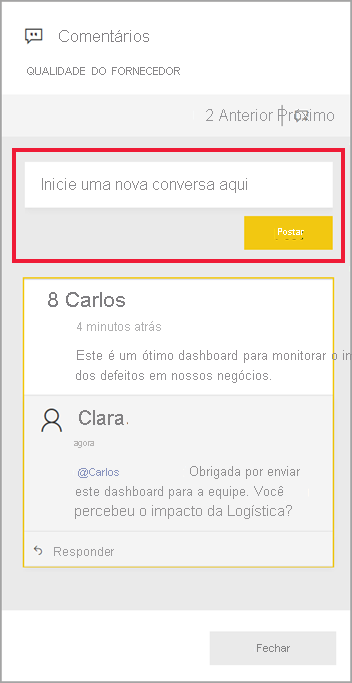 Comentários
QUALIDADE DO FORNECEDOR
2 Anterior Próximo
Inicie uma nova conversa aqui
Postar
8 Carlos
4 minutos atrás
Este é um ótimo dashboard para monitorar o
dos defeitos em nossos negócios.
Clara.
agora
@Carlos Obrigada por enviar
este dashboard para a equipe. Você
percebeu o impacto da Logística?
Responder
Fechar